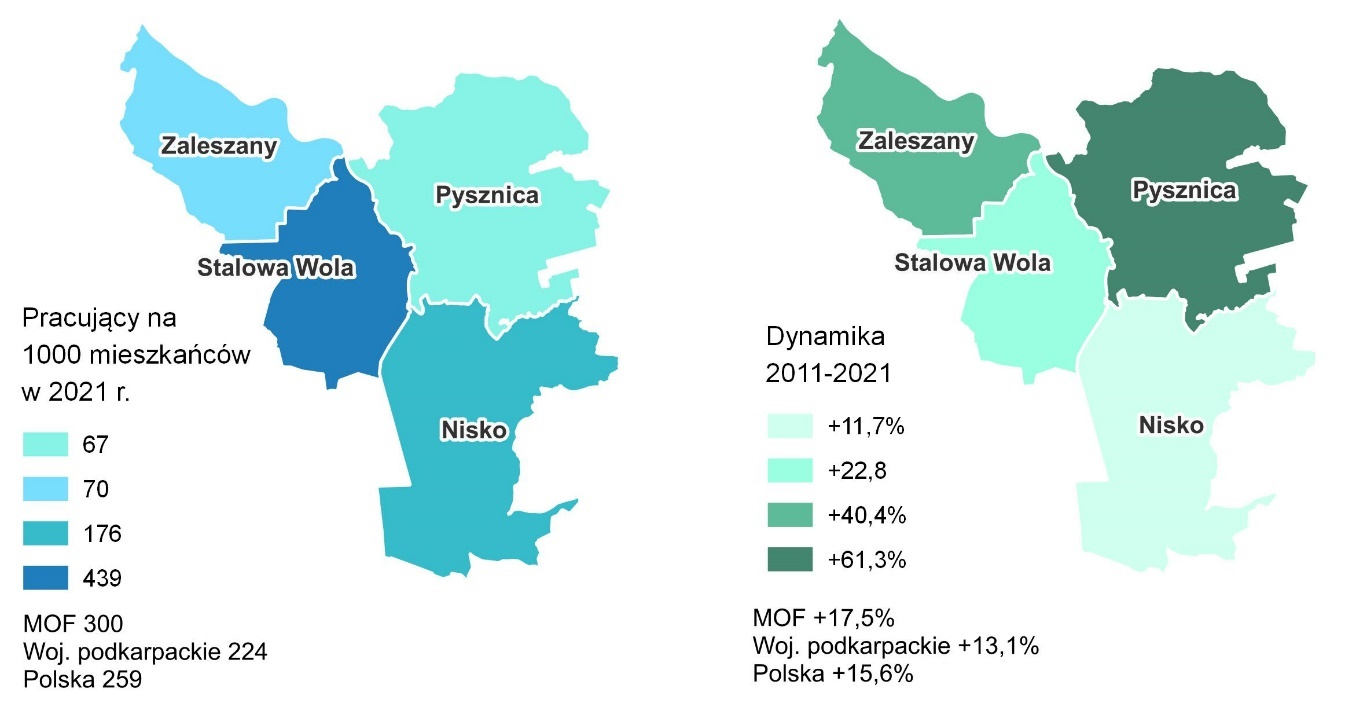 Zaleszany
Pysznica
Stalowa Wola
Nisko
Pracujący na
1000 mieszkańców
w 2021 r.
67
70
176
439
MOF 300
Woj. podkarpackie 224
Polska 259
Zaleszany
Pysznica
Stalowa Wola
Nisko
Dynamika
2011-2021
+11,7%
+22,8
+40,4%
+61,3%
MOF +17,5%
Woj. podkarpackie +13,1%
Polska +15,6%